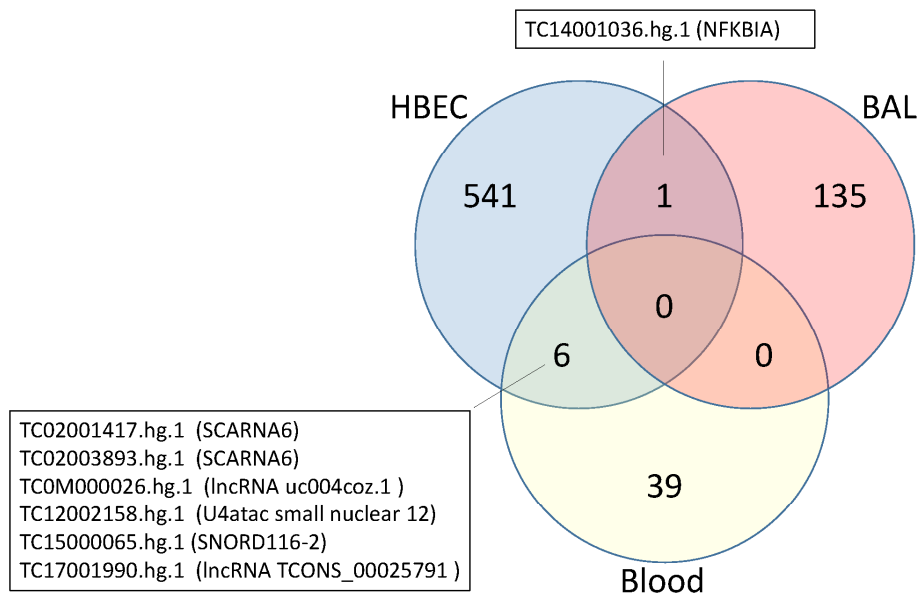 TC14001036.hg.1 (NFKBIA)
HBEC
BAL
541
1
135
0
6
0
TC02001417.hg.1 (SCARNA6)
TC02003893.hg.1 (SCARNA6)
TC0M000026.hg.1 (lncRNA uc004coz.1 )
TC12002158.hg.1 (U4atac small nuclear 12)
TC15000065.hg.1 (SNORD116-2)
TC17001990.hg.1 (lncRNA TCONS_00025791 )
39
Blood